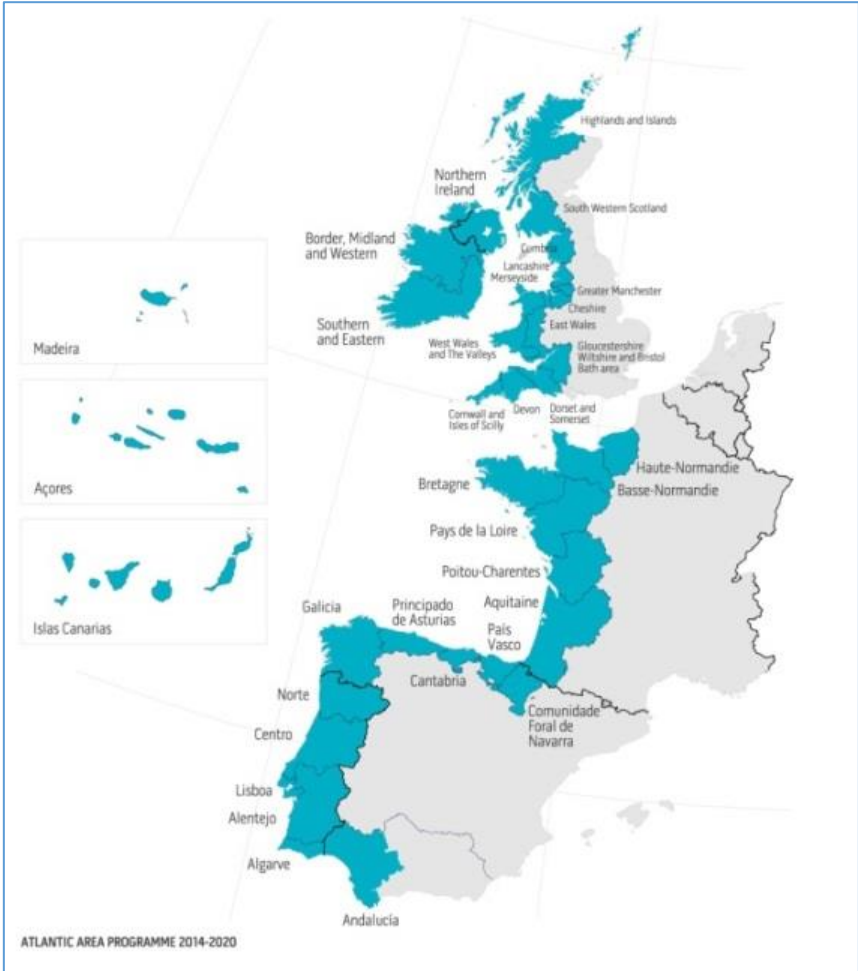 Highlands and Islands
Northern
Ireland
South Western Scotland
Border, Midland
and Western
Cumbria
Lancashire
Merseyside
Greater Manchester
Cheshire
East Wales
Southern
and Eastern
West Wales
and The Valleys
Gloucestershire
Wiltshire and Bristol
Bath area
Cornwall and
Isles of Scilly
Devon
Dorset and
Somerset
Madeira
Açores
Islas Canarias
Haute-Normandie
Basse-Normandie
Bretagne
Pays de la Loire
Poitou-Charentes
Aquitaine
Galicia
Principado
de Asturias
País
Vasco
Cantabria
Comunidade
Foral de
Navarra
Norte
Centro
Lisboa
Alentejo
Algarve
Andalucía
ATLANTIC AREA PROGRAMME 2014-2020